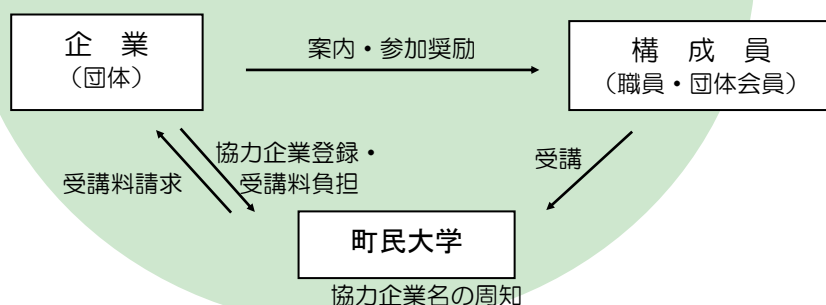 企　業
（団体）
案内・参加奨励
構　成　員
（職員・団体会員）
協力企業登録・
受講料負担
受講料請求
受講
町民大学
協力企業名の周知